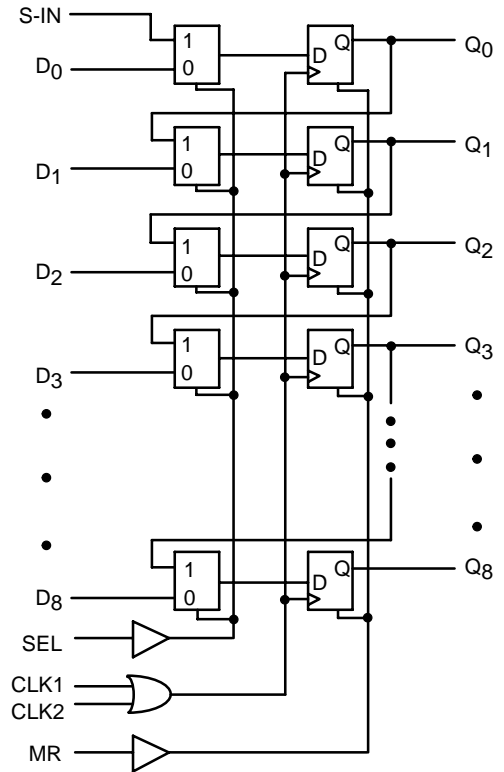 S-IN
1
D Q
Q0
D0
0
1
D Q
Q1
D1
0
1
D Q
Q2
D2
0
1
D Q
Q3
D3
0
1
D Q
Q8
D8
0
SEL
CLK1
CLK2
MR